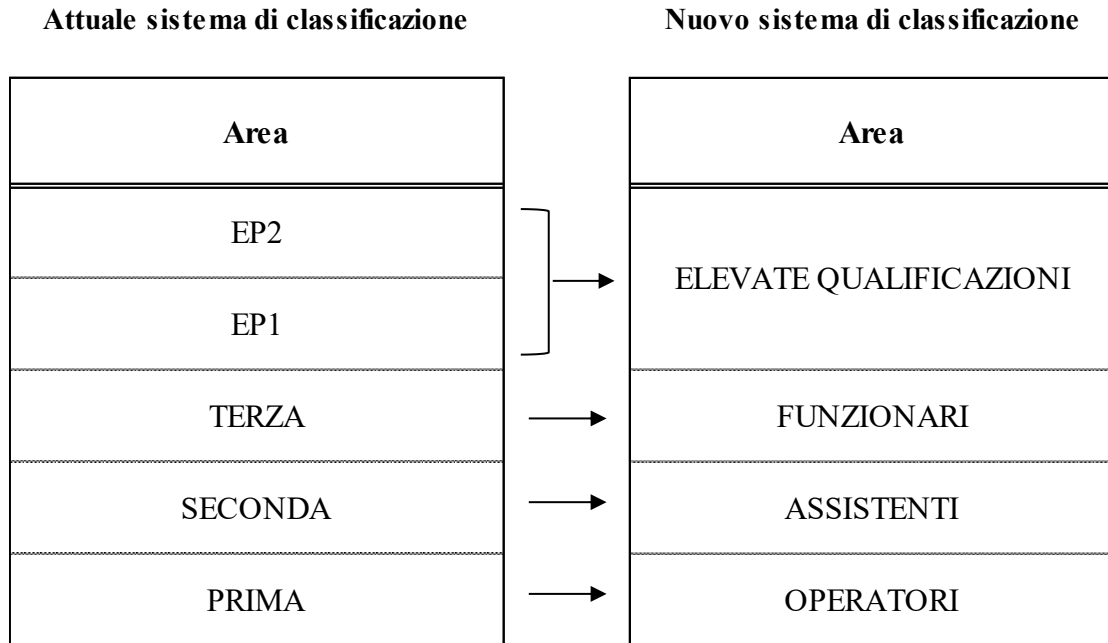 Attuale sistema di classificazione
Nuovo sistema di classificazione
Area
Area
EP2
EP1
ELEVATE QUALIFICAZIONI
TERZA
FUNZIONARI
SECONDA
ASSISTENTI
PRIMA
OPERATORI